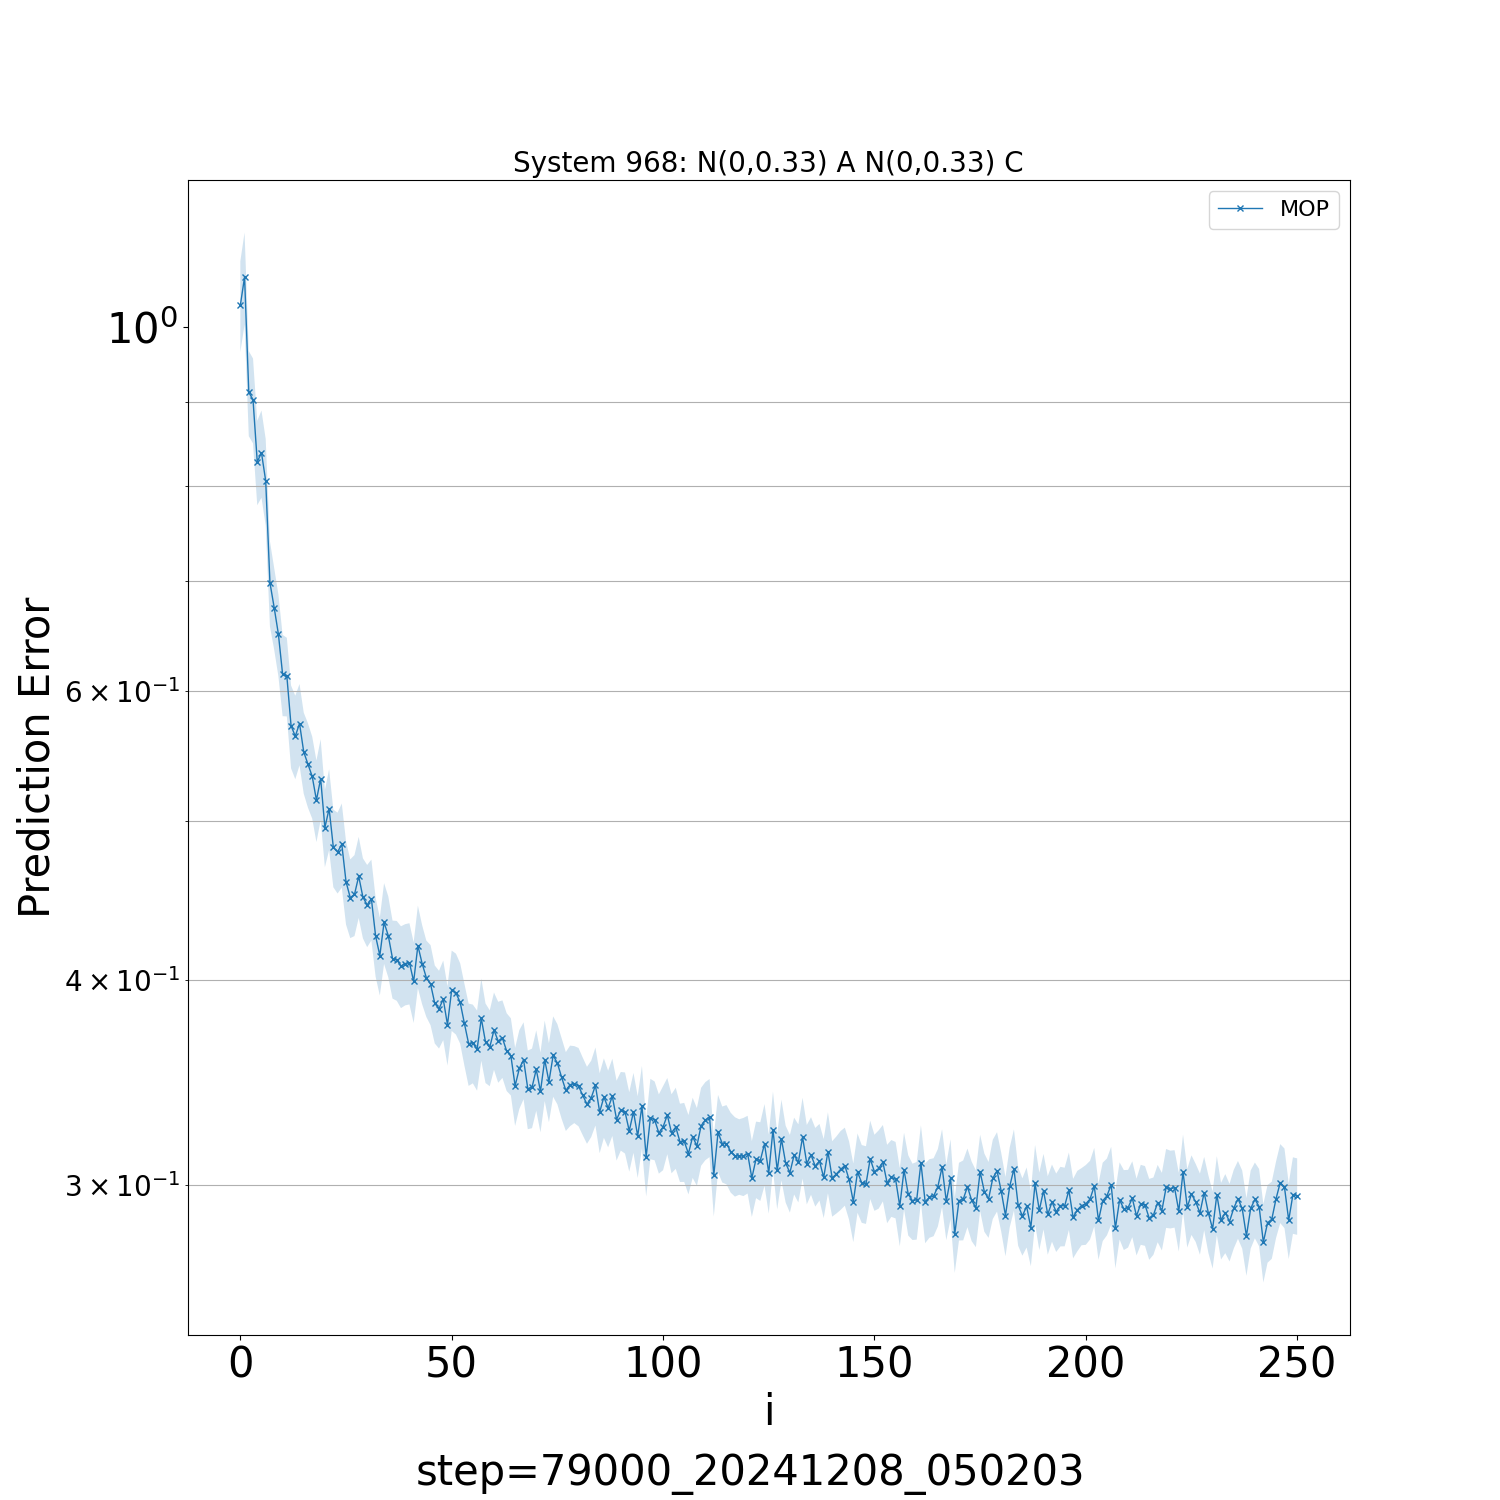 System 968: N(0,0.33) A N(0,0.33) C
MOP
10⁰
6 × 10⁻¹
4 × 10⁻¹
3 × 10⁻¹
Prediction Error
0 50 100 150 200 250
i
step=79000_20241208_050203